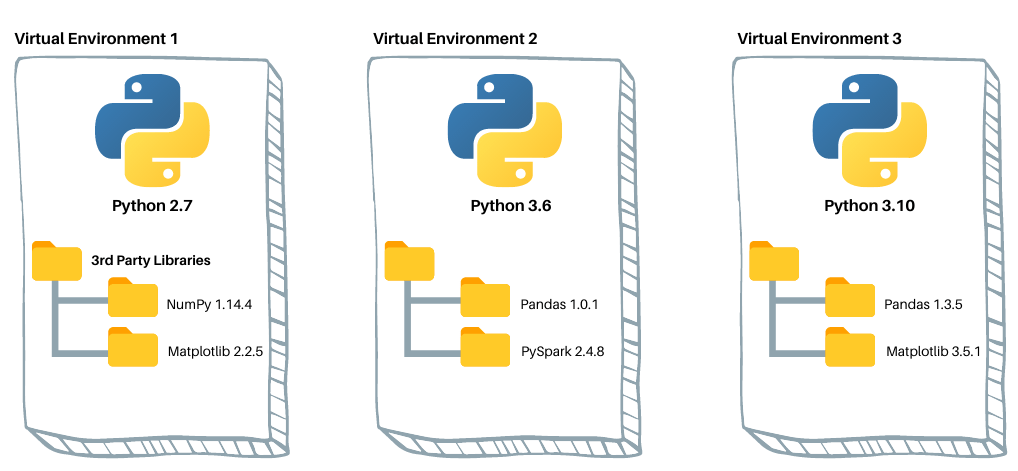 Virtual Environment 1
Python 2.7
3rd Party Libraries
NumPy 1.14.4
Matplotlib 2.2.5
Virtual Environment 2
Python 3.6
Pandas 1.0.1
PySpark 2.4.8
Virtual Environment 3
Python 3.10
Pandas 1.3.5
Matplotlib 3.5.1